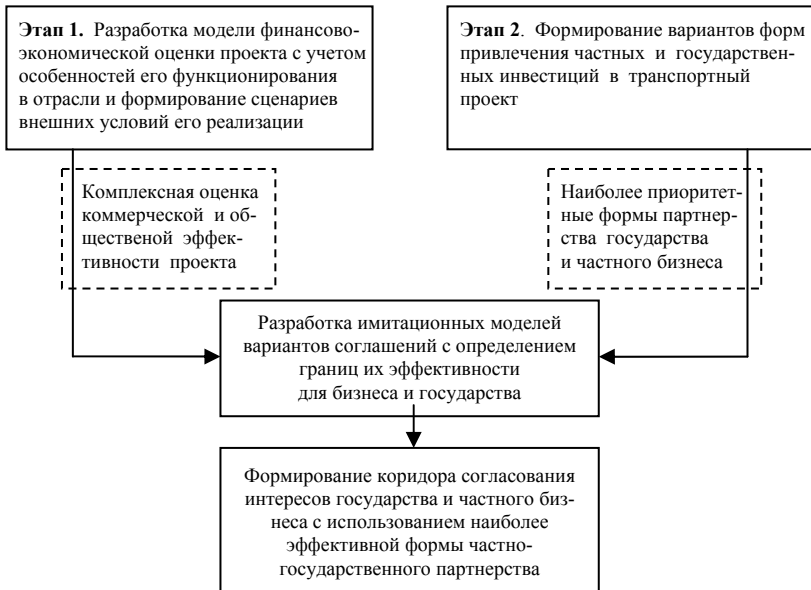 Этап 1. Разработка модели финансово-
экономической оценки проекта с учетом
особенностей его функционирования
в отрасли и формирование сценариев
внешних условий его реализации
Этап 2. Формирование вариантов форм
привлечения частных и государствен-
ных инвестиций в транспортный
проект
Комплексная оценка
коммерческой и об-
щественой эффек-
тивности проекта
Наиболее приоритет-
ные формы партнер-
ства государства
и частного бизнеса
Разработка имитационных моделей
вариантов соглашений с определением
границ их эффективности
для бизнеса и государства
Формирование коридора согласования
интересов государства и частного биз-
неса с использованием наиболее
эффективной формы частно-
государственного партнерства